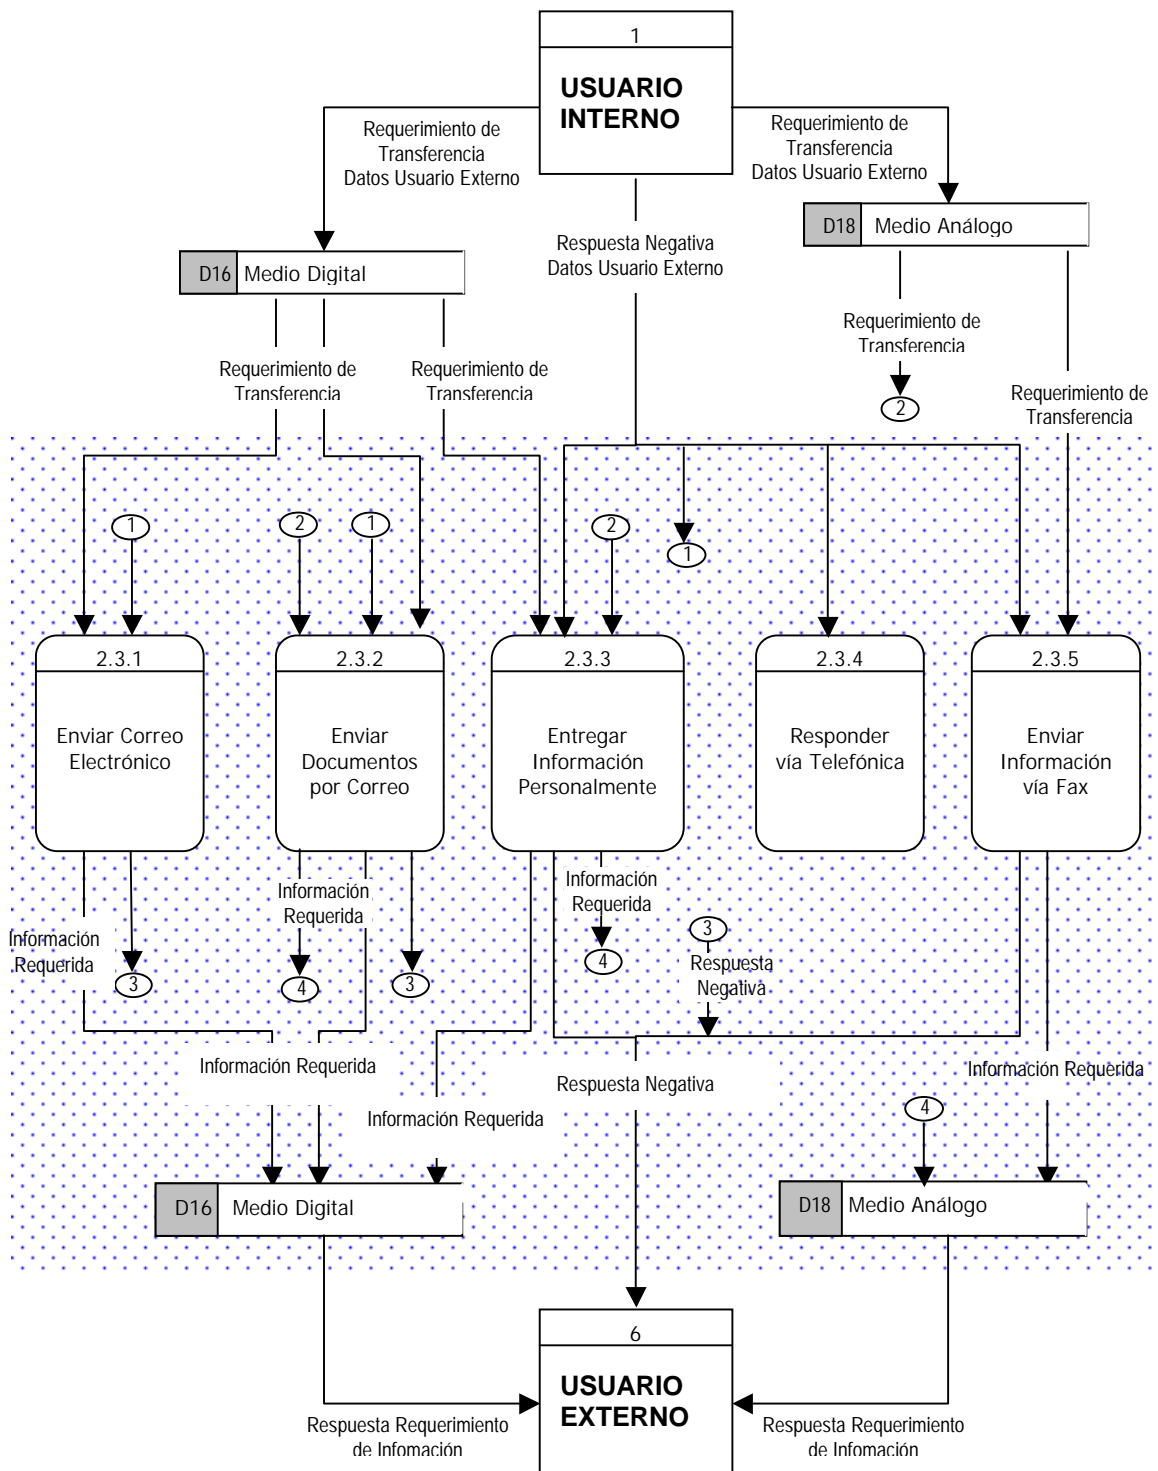 1
USUARIO
INTERNO
Requerimiento de
Transferencia
Datos Usuario Externo
Requerimiento de
Transferencia
Datos Usuario Externo
D18 Medio Análogo
Respuesta Negativa
Datos Usuario Externo
D16 Medio Digital
Requerimiento de
Transferencia
Requerimiento de
Transferencia
Requerimiento de
Transferencia
2
Requerimiento de
Transferencia
1
2
1
2
1
2.3.1
Enviar Correo
Electrónico
2.3.2
Enviar
Documentos
por Correo
2.3.3
Entregar
Información
Personalmente
2.3.4
Responder
vía Telefónica
2.3.5
Enviar
Información
vía Fax
Información
Requerida
3
Información
Requerida
4
3
Información
Requerida
4
3
Respuesta
Negativa
Información Requerida
Información Requerida
Respuesta Negativa
Información Requerida
4
D16 Medio Digital
D18 Medio Análogo
6
USUARIO
EXTERNO
Respuesta Requerimiento
de Infomación
Respuesta Requerimiento
de Infomación